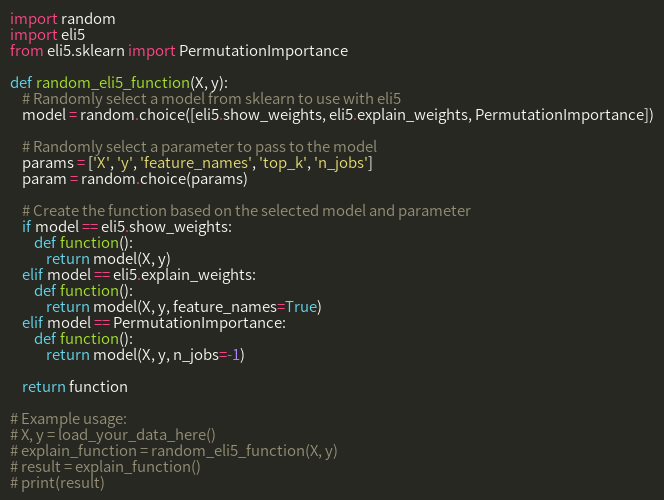 import random
import eli5
from eli5.sklearn import PermutationImportance

def random_eli5_function(X, y):
    # Randomly select a model from sklearn to use with eli5
    model = random.choice([eli5.show_weights, eli5.explain_weights, PermutationImportance])

    # Randomly select a parameter to pass to the model
    params = ['X', 'y', 'feature_names', 'top_k', 'n_jobs']
    param = random.choice(params)

    # Create the function based on the selected model and parameter
    if model == eli5.show_weights:
        def function():
            return model(X, y)
    elif model == eli5.explain_weights:
        def function():
            return model(X, y, feature_names=True)
    elif model == PermutationImportance:
        def function():
            return model(X, y, n_jobs=-1)

    return function

# Example usage:
# X, y = load_your_data_here()
# explain_function = random_eli5_function(X, y)
# result = explain_function()
# print(result)